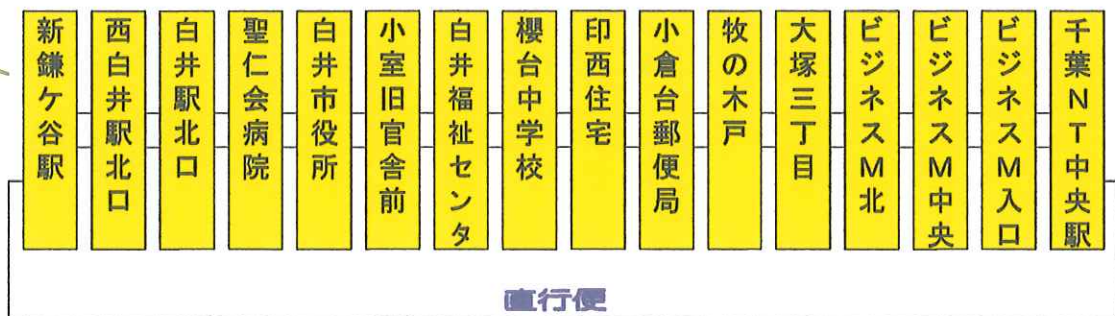 新鎌ケ谷駅
西白井駅北口
白井駅北口
聖仁会病院
白井市役所
小室旧官舎前
白井福祉センタ
櫻台中学校
印西住宅
小倉台郵便局
牧の木戸
大塚三丁目
ビジネスM北
ビジネスM中央
ビジネスM入口
千葉NT中央駅
直行便